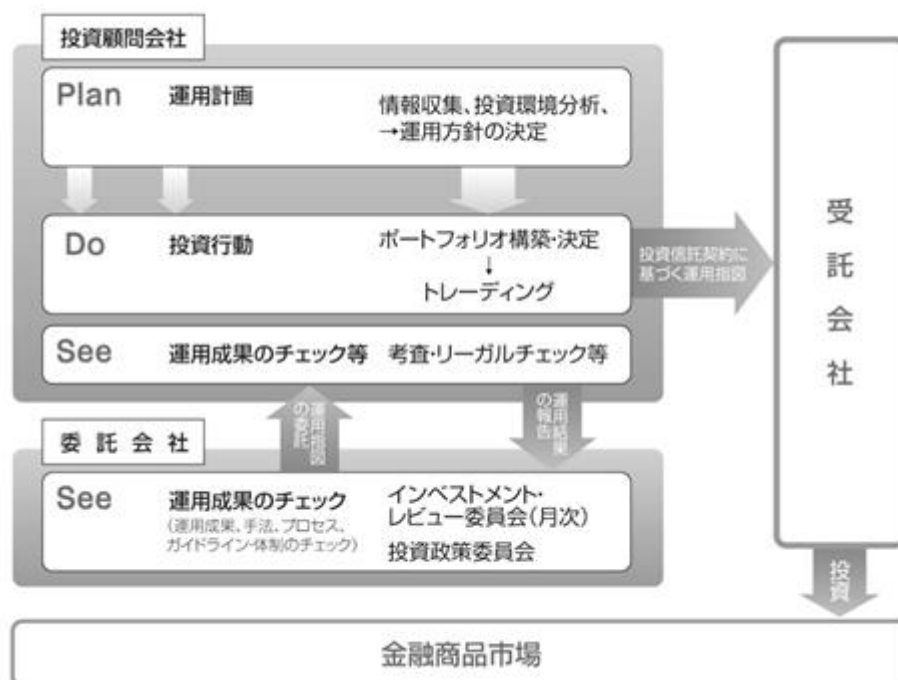 投資顧問会社
Plan 運用計画 情報収集、投資環境分析、
→運用方針の決定
Do 投資行動 ポートフォリオ構築・決定
↓
トレーディング
投資信託契約に
基づく運用指図
受託会社
See 運用成果のチェック等 考査・リーガルチェック等
運用指図
の委託
運用結果
の報告
委託会社
See 運用成果のチェック
(運用成果、手法、プロセス、
ガイドライン・体制のチェック)
インベストメント・
レビュー委員会(月次)
投資政策委員会
投資
金融商品市場